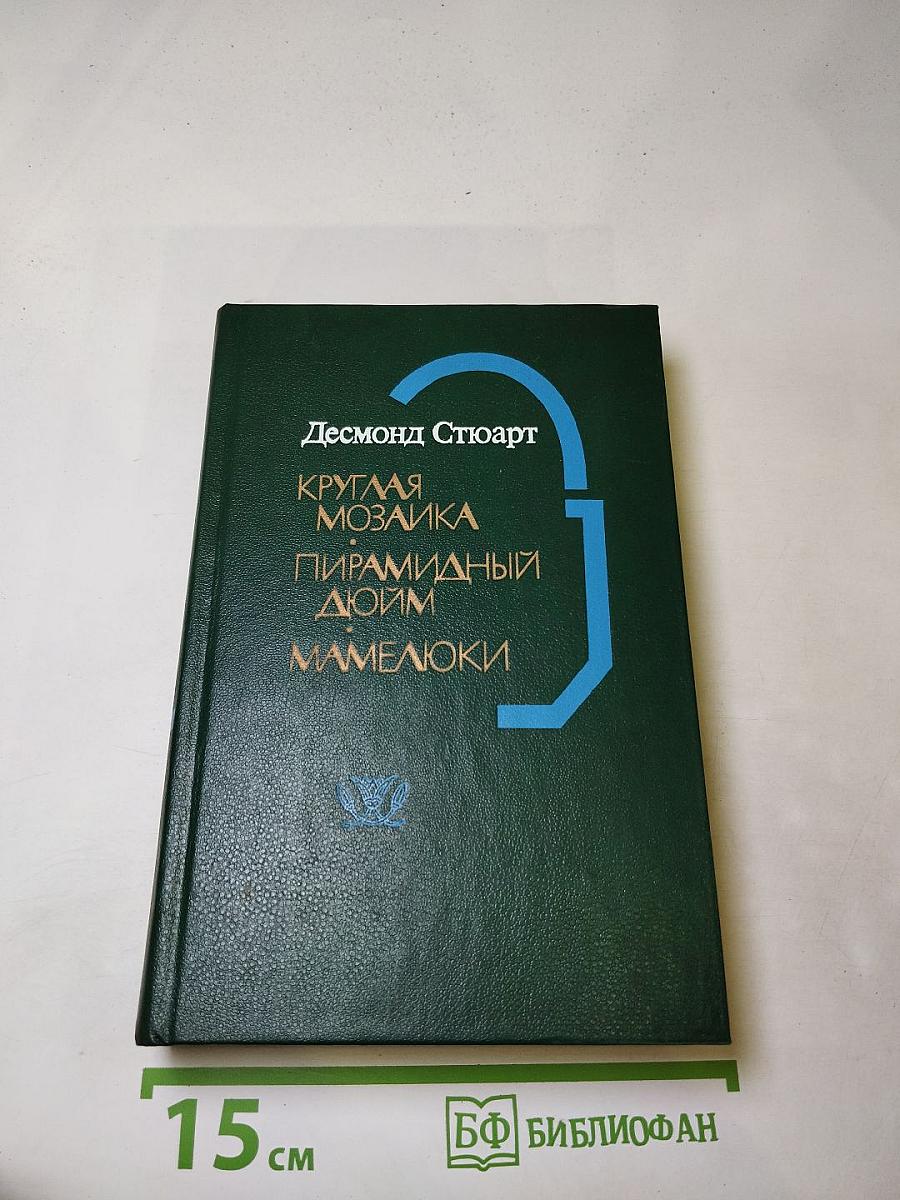 Десмонд Стюарт
КРУГЛАЯ
МОЗАИКА
•
ПИРАМИДНЫЙ
ДЮЙМ
•
МАМЕЛЮКИ
15 см
БФ БИБЛИОФАН